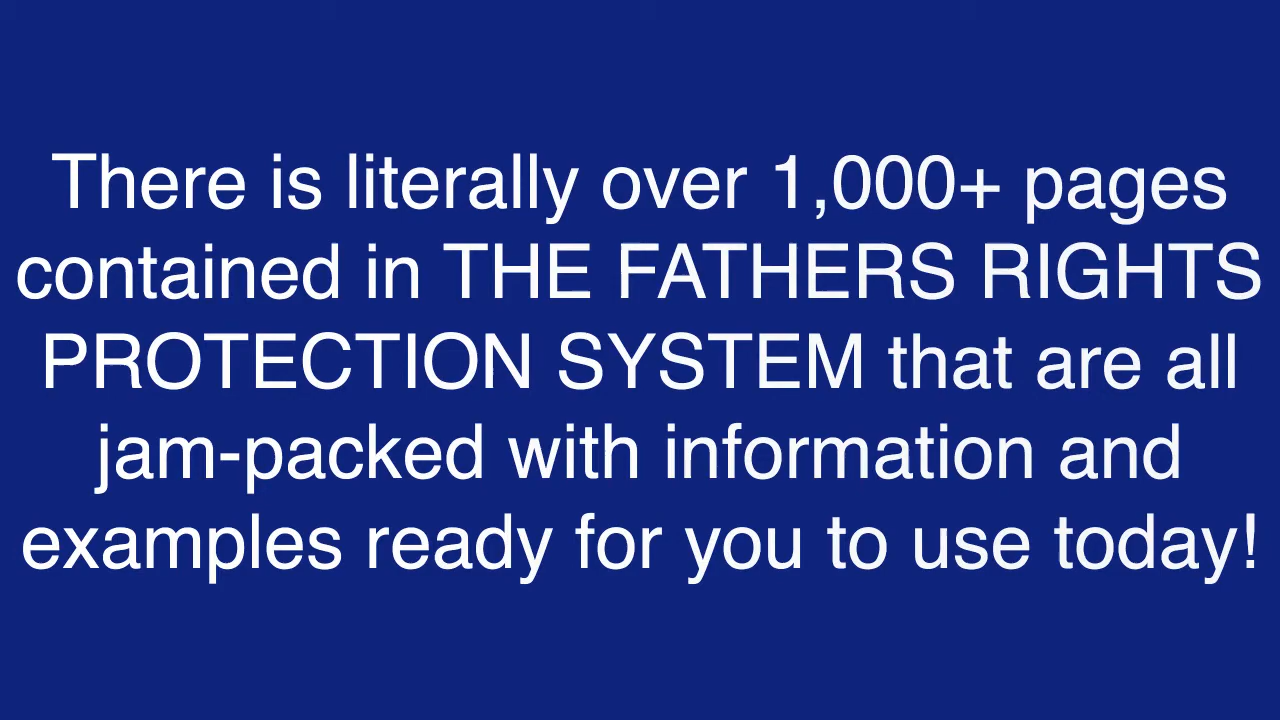 There is literally over 1,000+ pages
contained in THE FATHERS RIGHTS
PROTECTION SYSTEM that are all
jam-packed with information and
examples ready for you to use today!